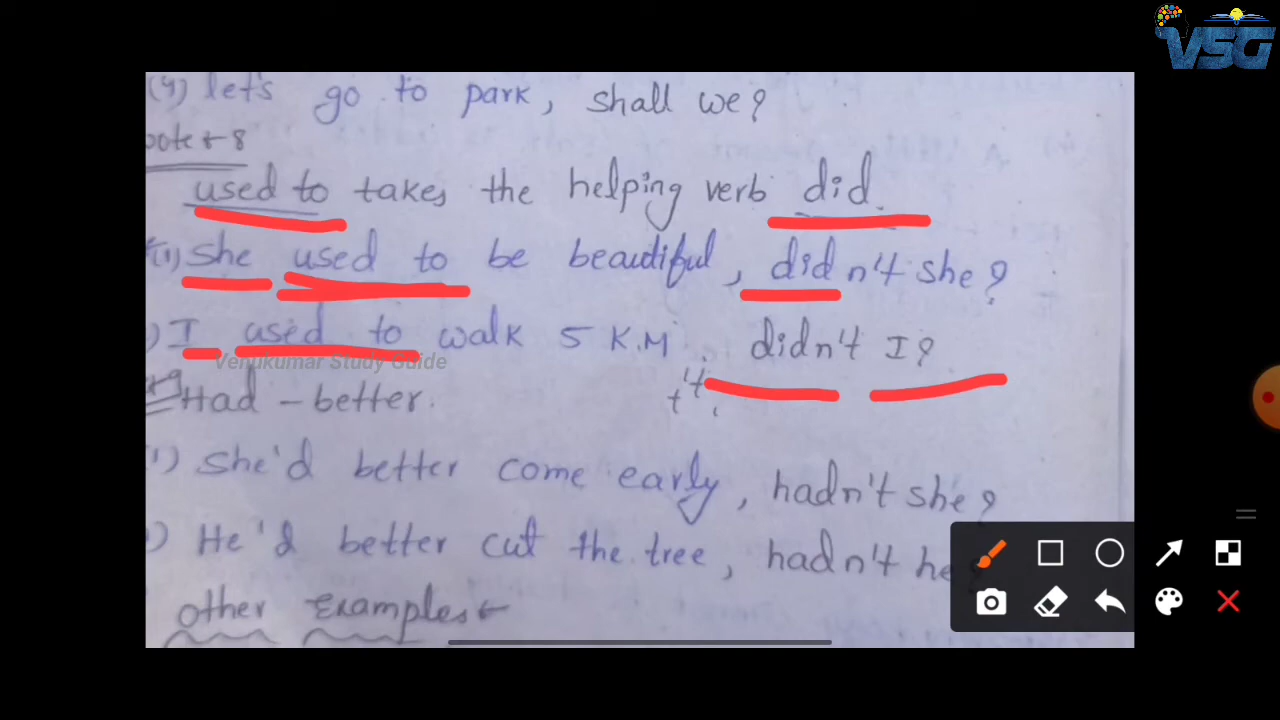 VSG
(4) let's go to park, shall we?
note - 8
used to takes the helping verb did.
(1) She used to be beautiful, didn't she?
) I used to walk 5 K.M. didn't I?
Venukumar Study Guide
Had - better.
(1) She'd better come early, hadn't she?
) He'd better cut the tree, hadn't he?
other Examples